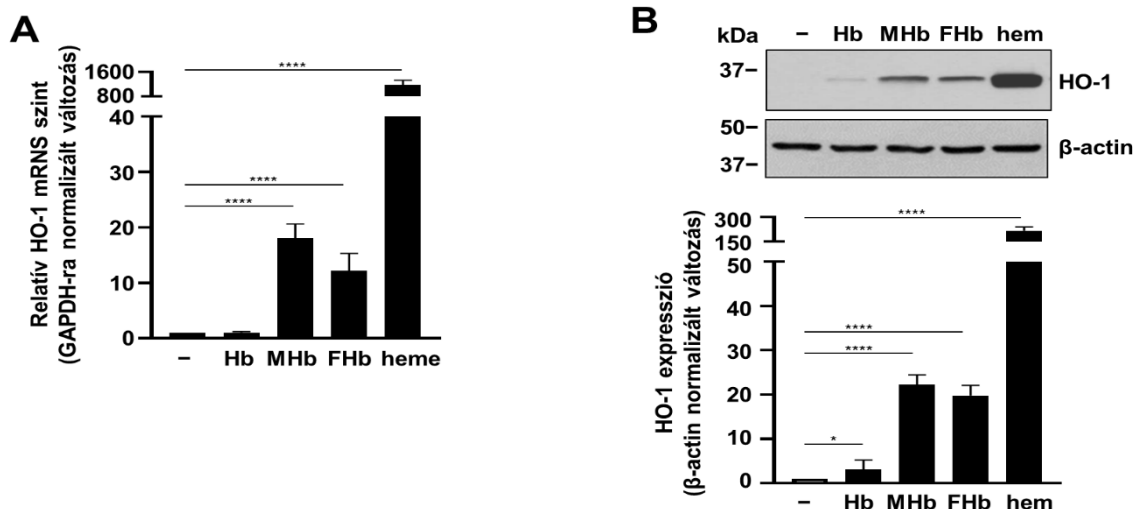 A
Relatív HO-1 mRNS szint
(GAPDH-ra normalizált változás)
1600
800
40
30
20
10
0
****
****
****
– Hb MHb FHb heme
B
kDa – Hb MHb FHb hem
37–
HO-1
50–
37–
β-actin
HO-1 expresszió
(β-actin normalizált változás)
300
150
50
40
30
20
10
0
****
****
****
*
– Hb MHb FHb hem